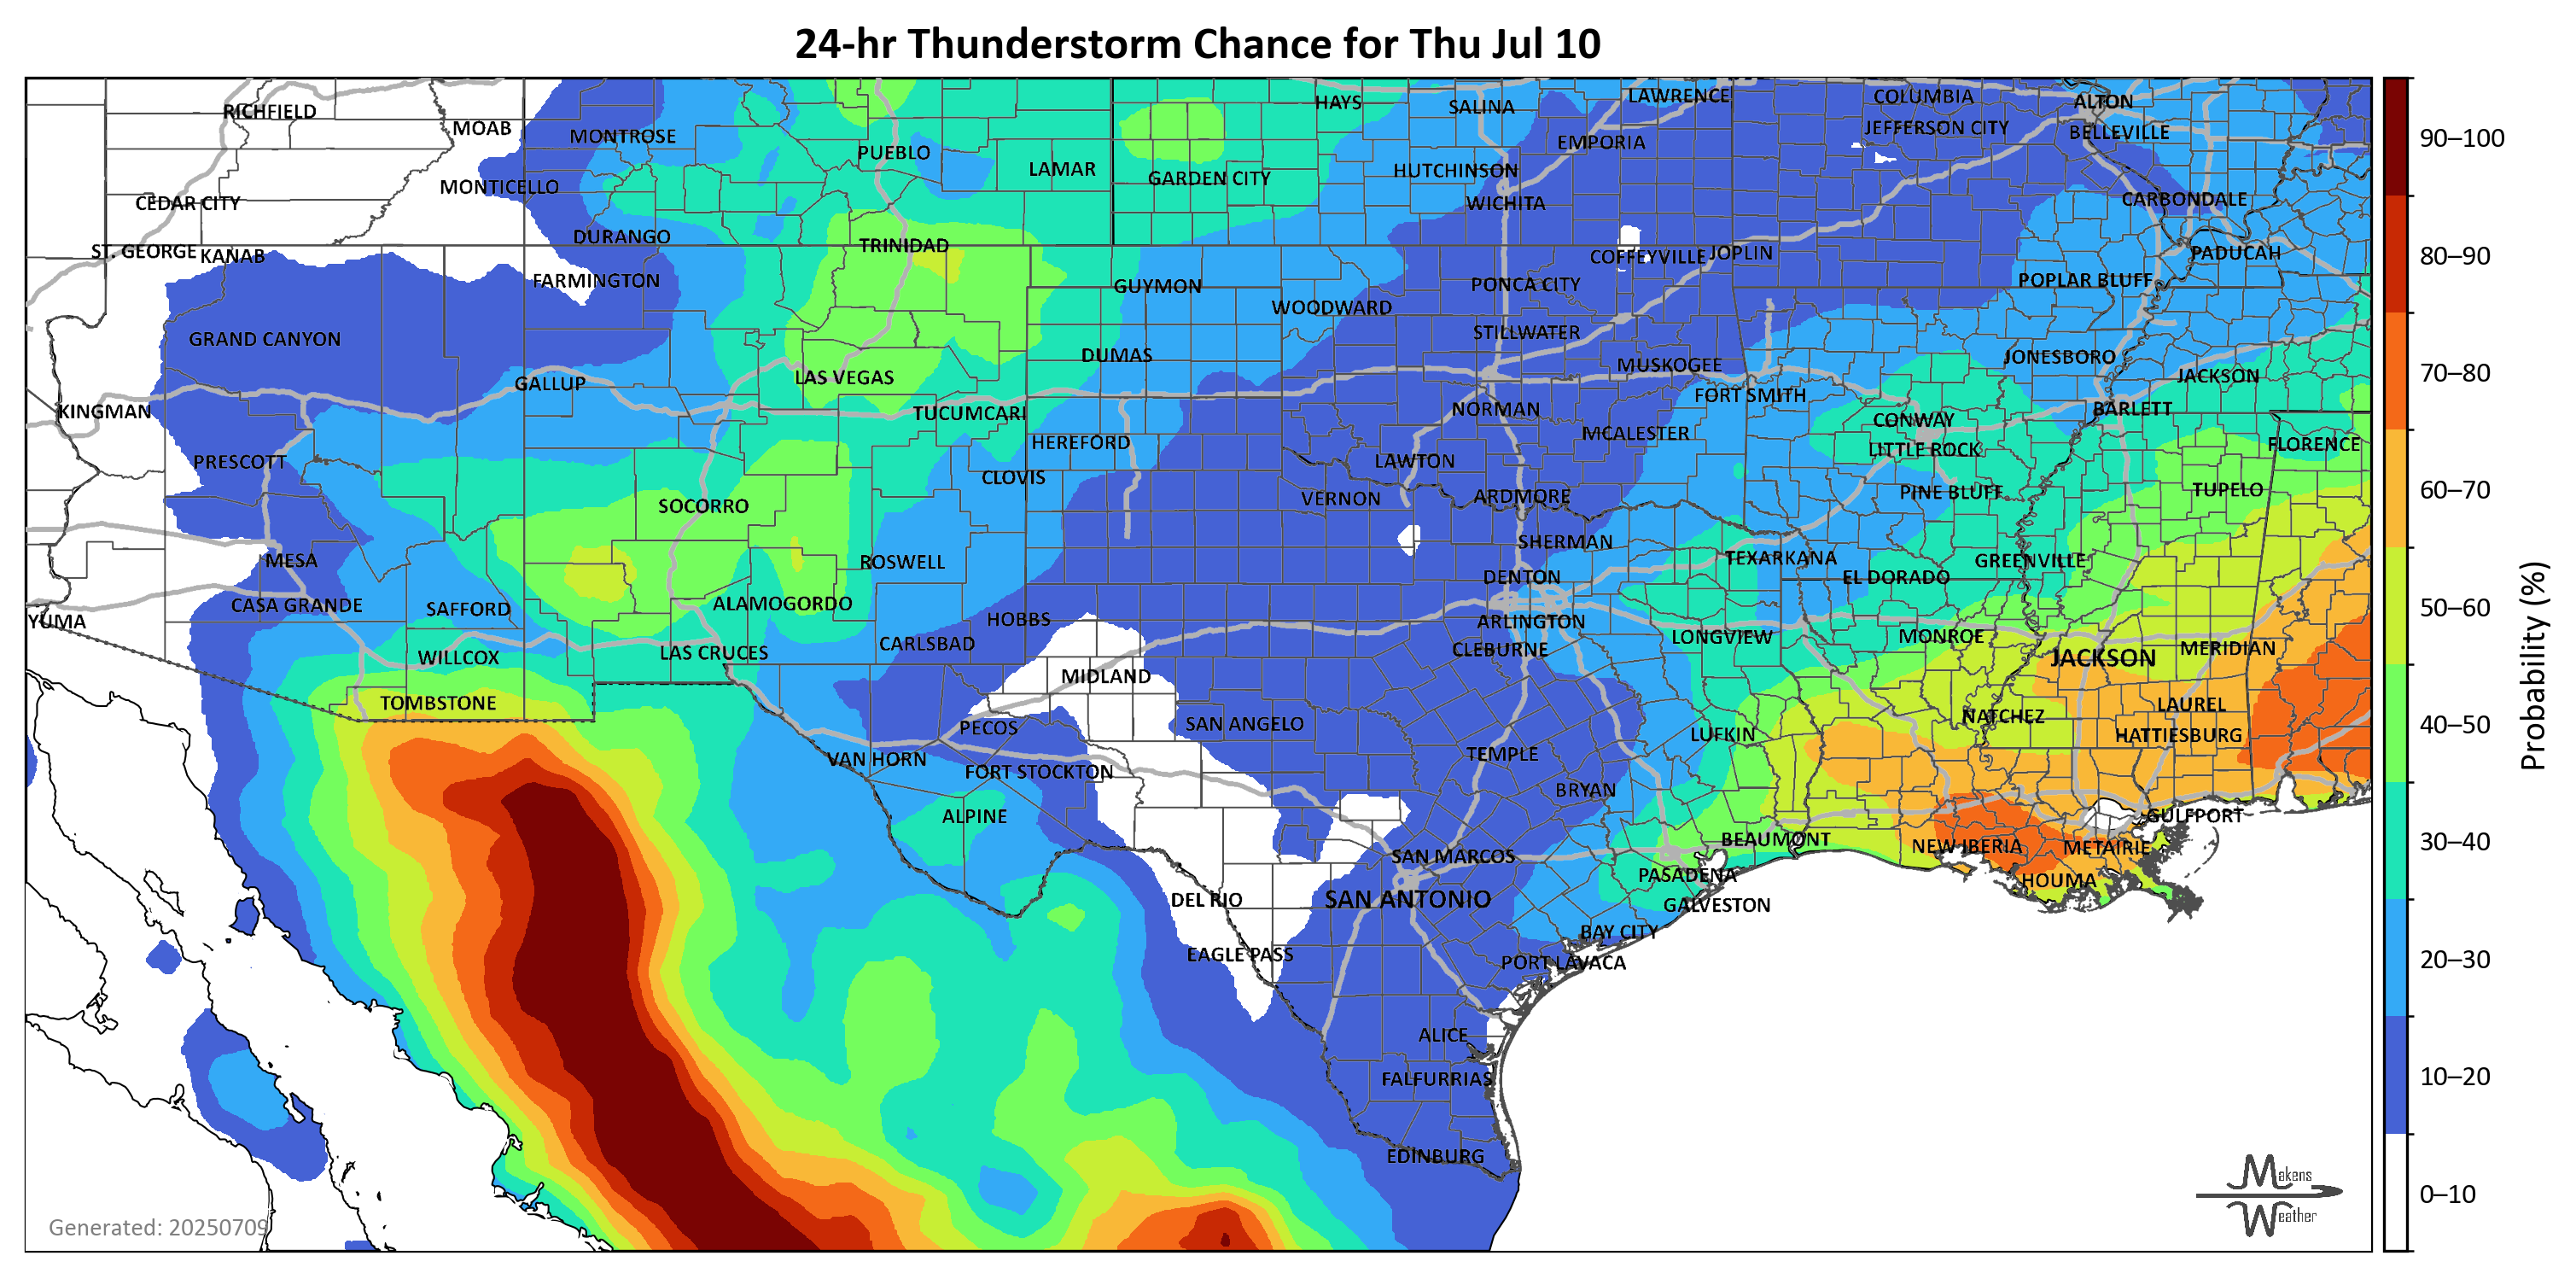 24-hr Thunderstorm Chance for Thu Jul 10
RICHFIELD
MOAB
MONTROSE
PUEBLO
LAMAR
HAYS
SALINA
LAWRENCE
COLUMBIA
ALTON
JEFFERSON CITY
BELLEVILLE
EMPORIA
HUTCHINSON
GARDEN CITY
MONTICELLO
CEDAR CITY
WICHITA
CARBONDALE
DURANGO
TRINIDAD
ST. GEORGE
KANAB
FARMINGTON
GUYMON
COFFEYVILLE
JOPLIN
PADUCAH
PONCA CITY
POPLAR BLUFF
WOODWARD
GRAND CANYON
STILLWATER
DUMAS
MUSKOGEE
JONESBORO
GALLUP
LAS VEGAS
JACKSON
FORT SMITH
KINGMAN
TUCUMCARI
NORMAN
BARLETT
CONWAY
HEREFORD
MCALESTER
LITTLE ROCK
FLORENCE
PRESCOTT
CLOVIS
LAWTON
SOCORRO
VERNON
ARDMORE
PINE BLUFF
TUPELO
MESA
ROSWELL
SHERMAN
TEXARKANA
GREENVILLE
DENTON
EL DORADO
CASA GRANDE
SAFFORD
ALAMOGORDO
YUMA
HOBBS
ARLINGTON
CARLSBAD
CLEBURNE
LONGVIEW
MONROE
WILLCOX
LAS CRUCES
JACKSON
MERIDIAN
MIDLAND
TOMBSTONE
PECOS
SAN ANGELO
LUFKIN
NATCHEZ
LAUREL
HATTIESBURG
VAN HORN
FORT STOCKTON
TEMPLE
BRYAN
ALPINE
GULFPORT
BEAUMONT
NEW IBERIA
METAIRIE
SAN MARCOS
PASADENA
HOUMA
DEL RIO
SAN ANTONIO
GALVESTON
BAY CITY
EAGLE PASS
PORT LAVACA
ALICE
FALFURRIAS
EDINBURG
Generated: 20250709
Makens
Weather
90–100
80–90
70–80
60–70
50–60
40–50
30–40
20–30
10–20
0–10
Probability (%)